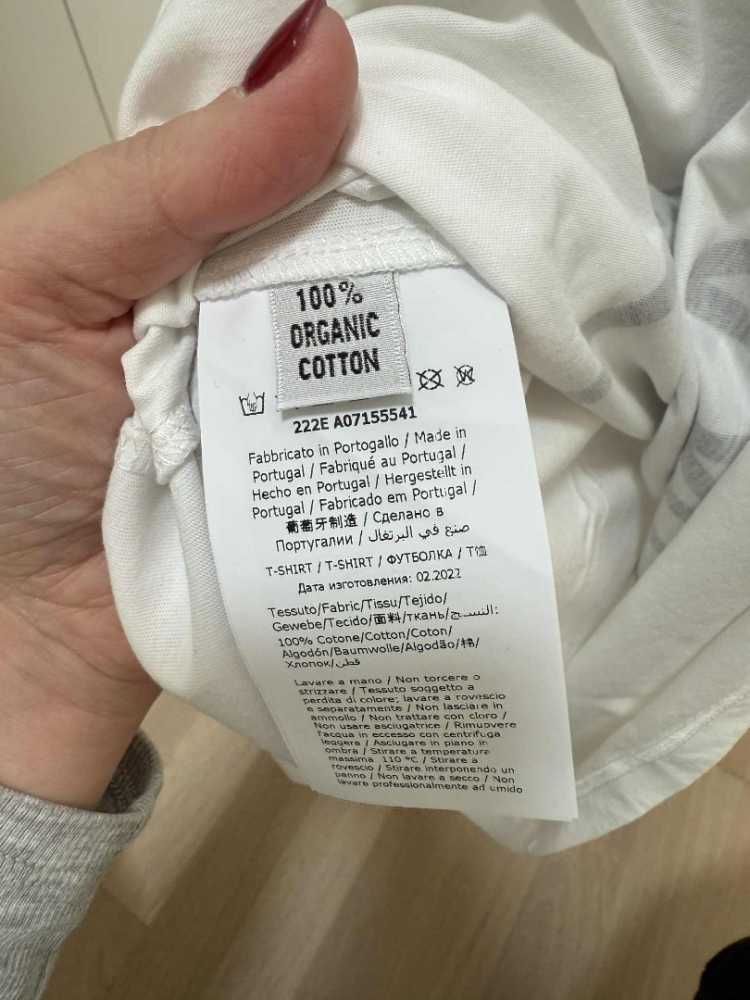 100%
ORGANIC
COTTON
222E A07155541
Fabbricato in Portogallo / Made in
Portugal / Fabriqué au Portugal /
Hecho en Portugal / Hergestellt in
Portugal / Fabricado em Portugal /
葡萄牙制造 / Сделано в
Португалии / صنع في البرتغال
T-SHIRT / T-SHIRT / ФУТБОЛКА / T恤
Дата изготовления: 02.2022
Tessuto/Fabric/Tissu/Tejido/
Gewebe/Tecido/面料/ткань/النسيج:
100% Cotone/Cotton/Coton/
Algodón/Baumwolle/Algodão/棉/
Хлопок/قطن
Lavare a mano / Non torcere o
strizzare / Tessuto soggetto a
perdita di colore; lavare a rovescio
e separatamente / Non lasciare in
ammollo / Non trattare con cloro /
Non usare asciugatrice / Rimuovere
l'acqua in eccesso con centrifuga
leggera / Asciugare in piano in
ombra / Stirare a temperatura
massima 110 °C / Stirare a
rovescio / Stirare interponendo un
panno / Non lavare a secco / Non
lavare professionalmente ad umido